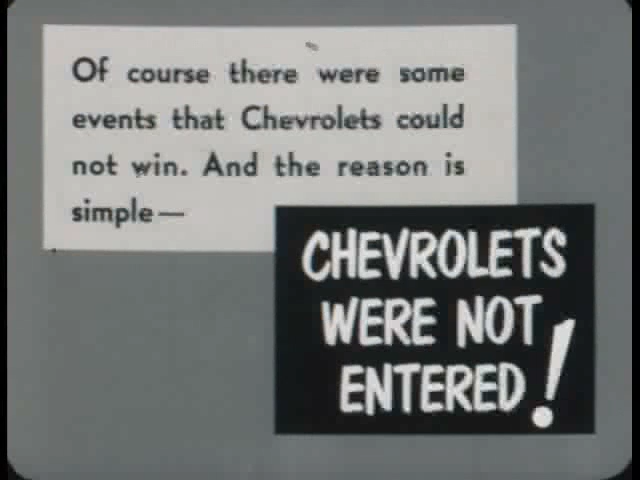 Of course there were some
events that Chevrolets could
not win. And the reason is
simple—
CHEVROLETS
WERE NOT
ENTERED!